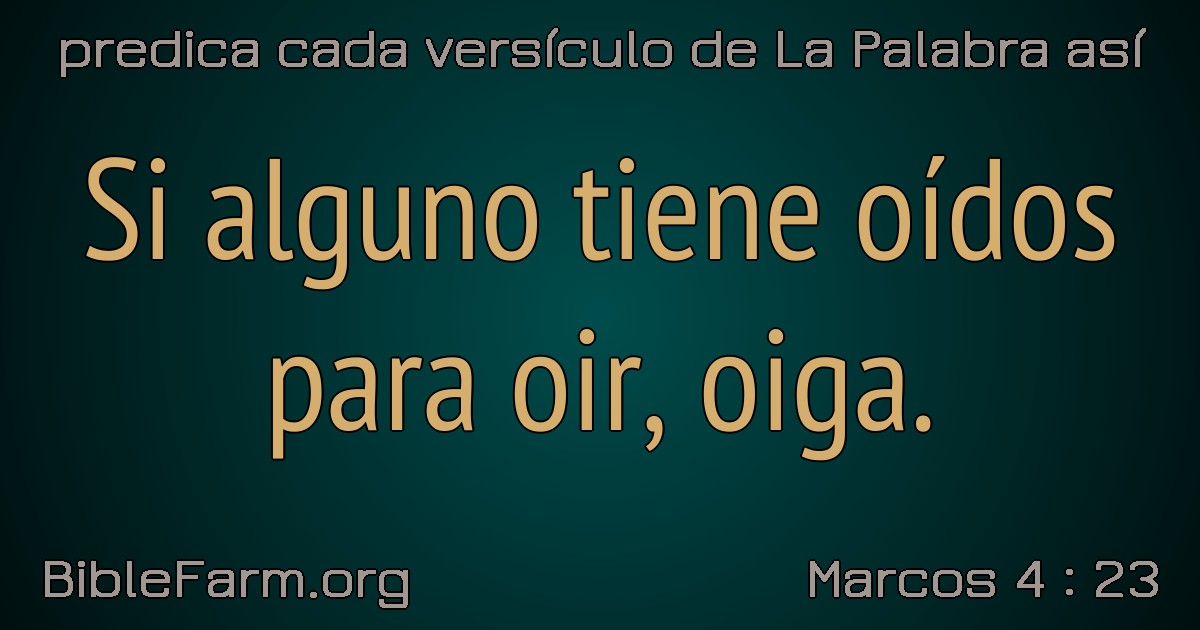 predica cada versículo de La Palabra así
Si alguno tiene oídos
para oir, oiga.
BibleFarm.org
Marcos 4 : 23